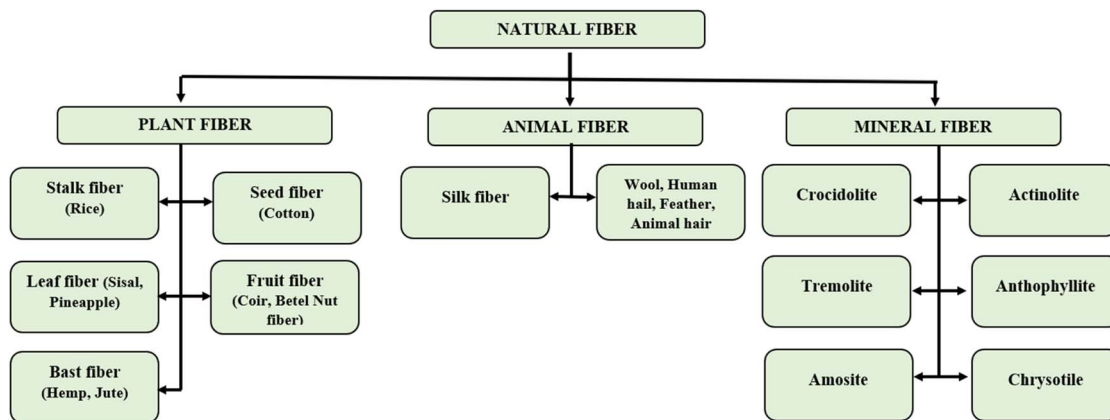 NATURAL FIBER
PLANT FIBER
ANIMAL FIBER
MINERAL FIBER
Stalk fiber
(Rice)
Seed fiber
(Cotton)
Leaf fiber (Sisal,
Pineapple)
Fruit fiber
(Coir, Betel Nut
fiber)
Bast fiber
(Hemp, Jute)
Silk fiber
Wool, Human
hail, Feather,
Animal hair
Crocidolite
Actinolite
Tremolite
Anthophyllite
Amosite
Chrysotile